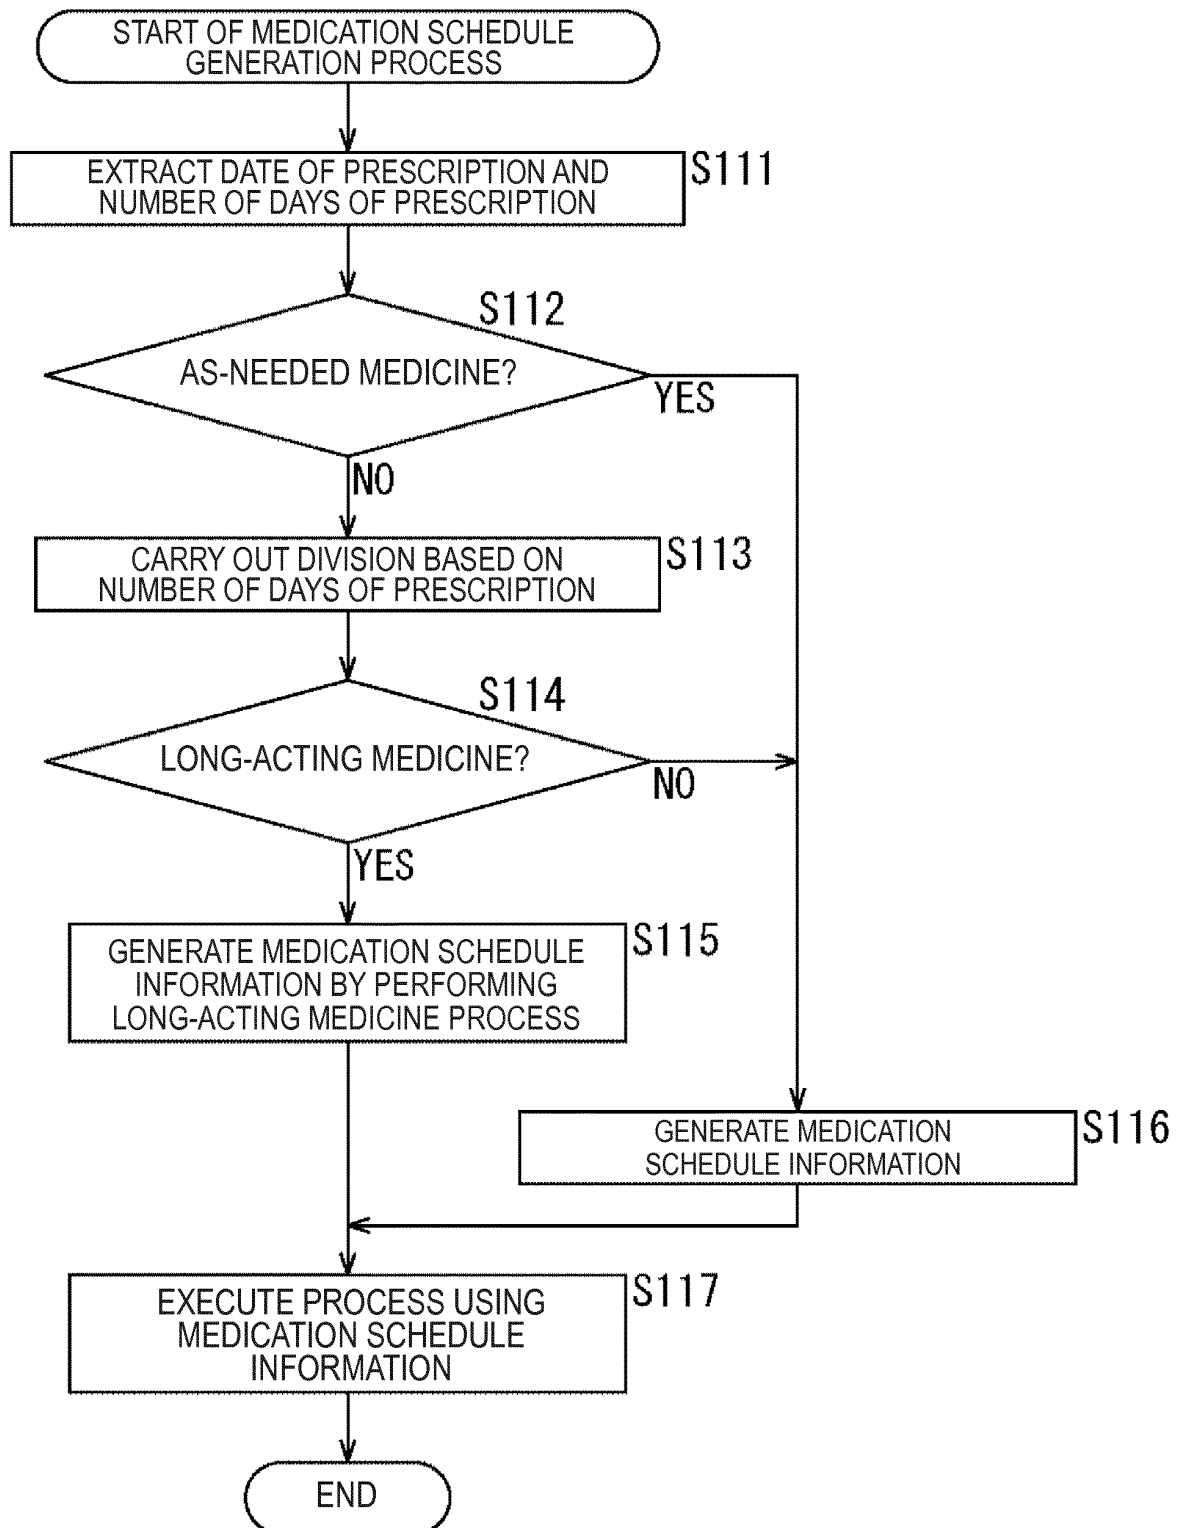 START OF MEDICATION SCHEDULE
GENERATION PROCESS
EXTRACT DATE OF PRESCRIPTION AND
NUMBER OF DAYS OF PRESCRIPTION
S111
S112
AS-NEEDED MEDICINE?
YES
NO
CARRY OUT DIVISION BASED ON
NUMBER OF DAYS OF PRESCRIPTION
S113
S114
LONG-ACTING MEDICINE?
NO
YES
GENERATE MEDICATION SCHEDULE
INFORMATION BY PERFORMING
LONG-ACTING MEDICINE PROCESS
S115
GENERATE MEDICATION
SCHEDULE INFORMATION
S116
EXECUTE PROCESS USING
MEDICATION SCHEDULE
INFORMATION
S117
END